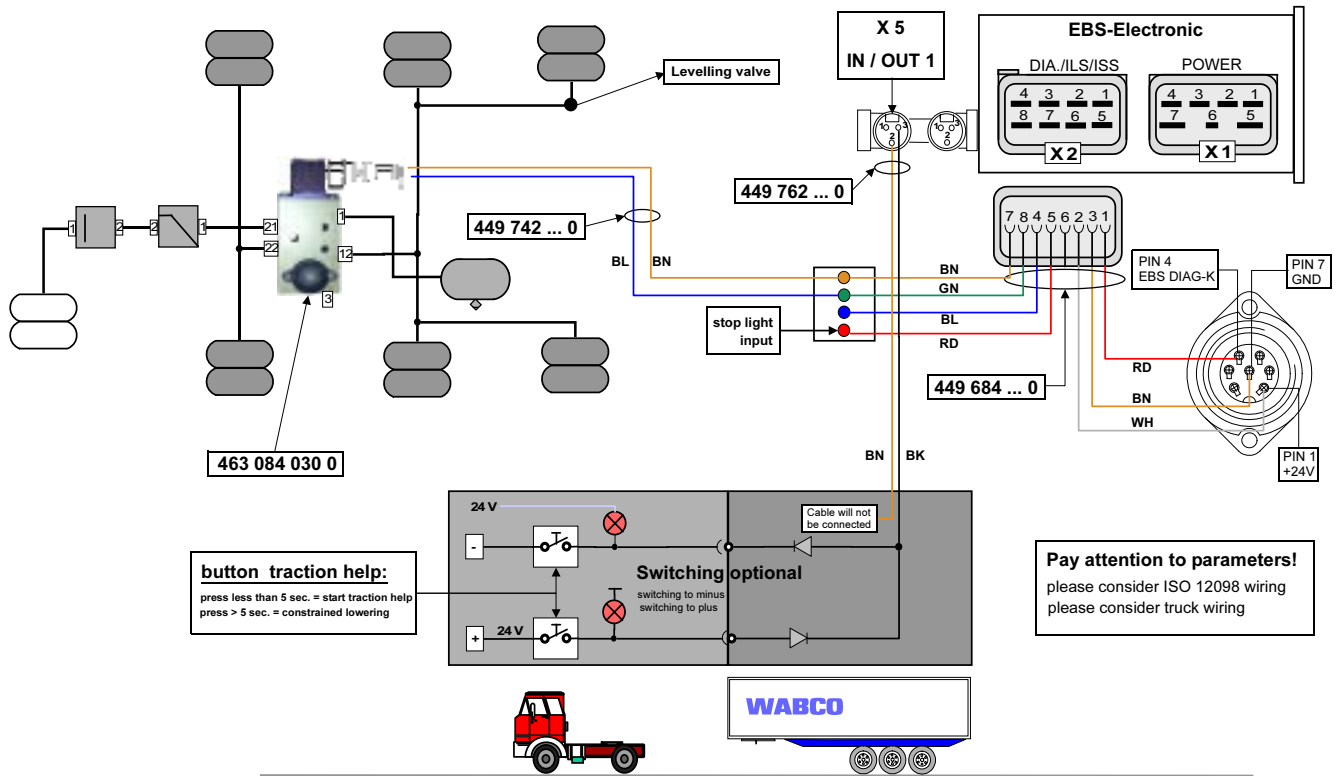 X 5
IN / OUT 1
EBS-Electronic
DIA./ILS/ISS
POWER
4 3 2 1
8 7 6 5
X 2
4 3 2 1
7 6 5
X 1
1 3
2
1 3
2
Levelling valve
449 762 ... 0
449 742 ... 0
BL
BN
7 8 4 5 6 2 3 1
PIN 4
EBS DIAG-K
PIN 7
GND
1
2
2
1
21
22
1
12
3
BN
GN
BL
RD
stop light
input
449 684 ... 0
RD
BN
WH
PIN 1
+24V
463 084 030 0
BN
BK
24 V
Cable will not
be connected
-
Switching optional
switching to minus
switching to plus
+
24 V
button traction help:
press less than 5 sec. = start traction help
press > 5 sec. = constrained lowering
Pay attention to parameters!
please consider ISO 12098 wiring
please consider truck wiring
WABCO